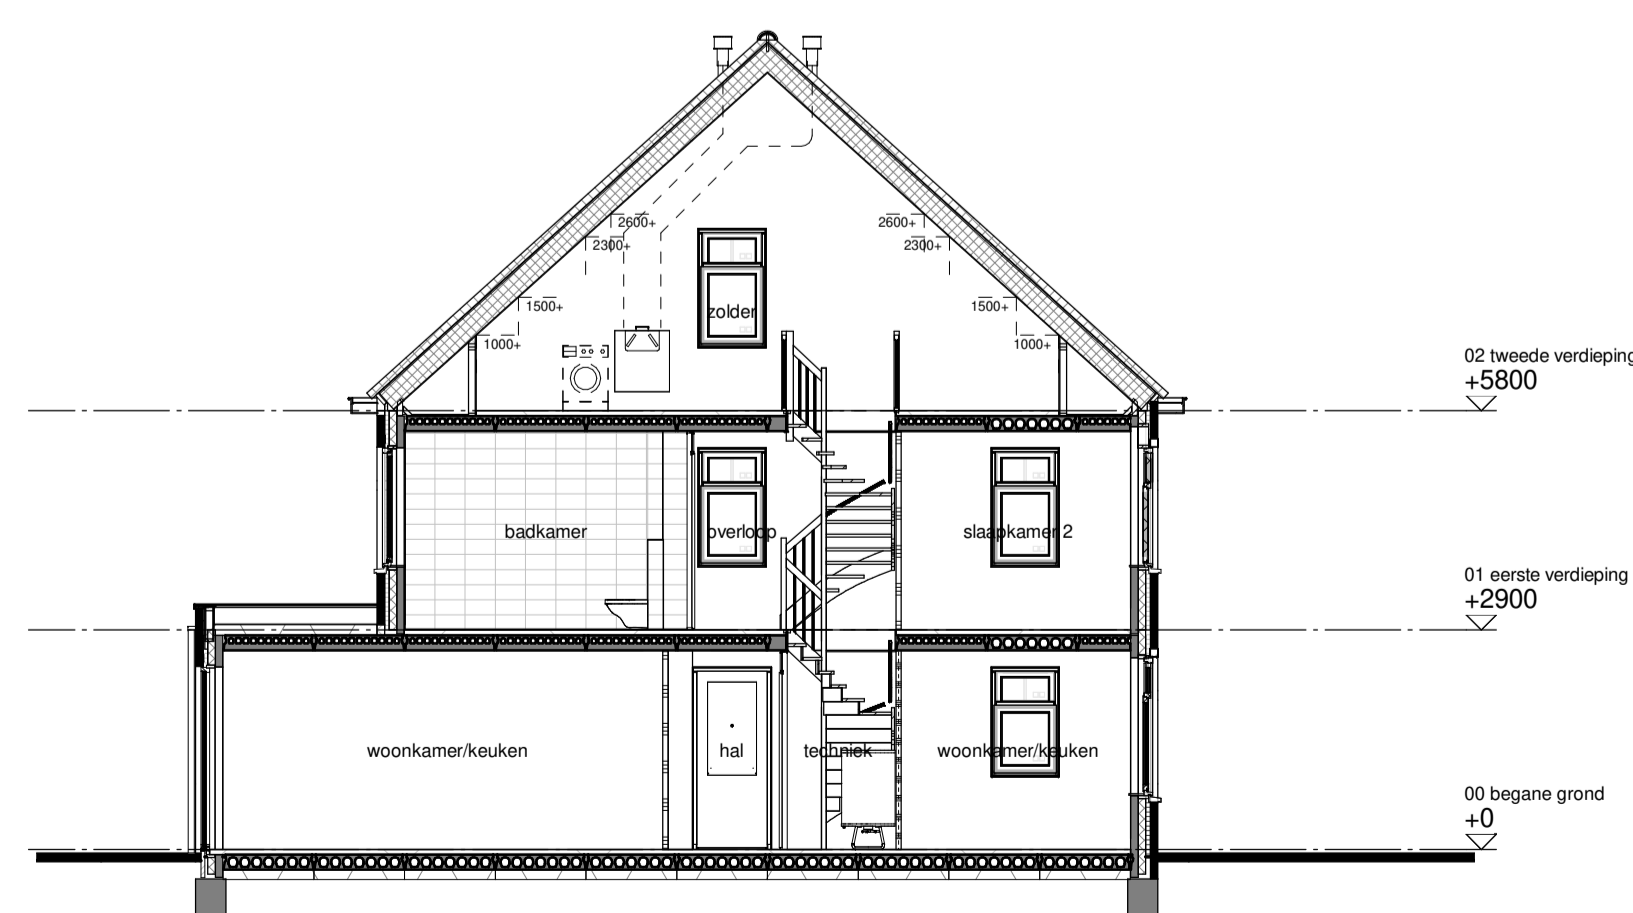 2600+
2600+
2300+
2300+
1500+
1500+
zolder
1000+
1000+
02 tweede verdieping
+5800
badkamer
overloop
slaapkamer 2
01 eerste verdieping
+2900
woonkamer/keuken
hal
techniek
woonkamer/keuken
00 begane grond
+0